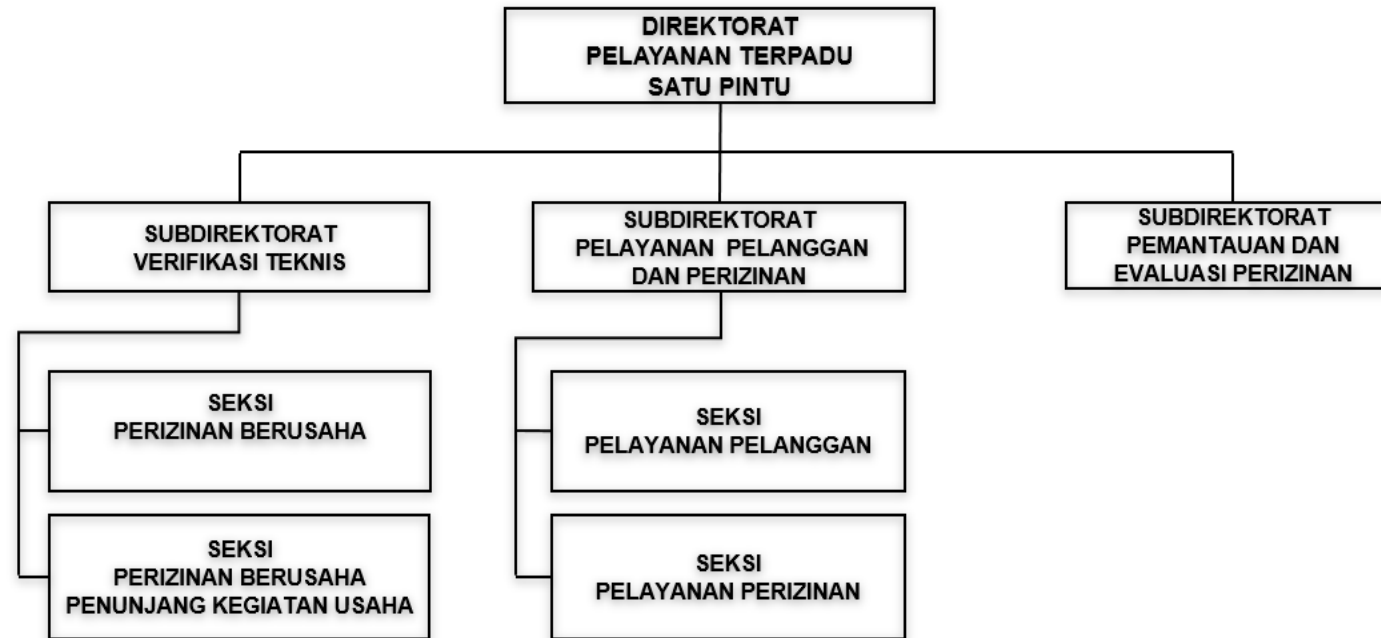 DIREKTORAT
PELAYANAN TERPADU
SATU PINTU
SUBDIREKTORAT
VERIFIKASI TEKNIS
SUBDIREKTORAT
PELAYANAN PELANGGAN
DAN PERIZINAN
SUBDIREKTORAT
PEMANTAUAN DAN
EVALUASI PERIZINAN
SEKSI
PERIZINAN BERUSAHA
SEKSI
PELAYANAN PELANGGAN
SEKSI
PERIZINAN BERUSAHA
PENUNJANG KEGIATAN USAHA
SEKSI
PELAYANAN PERIZINAN